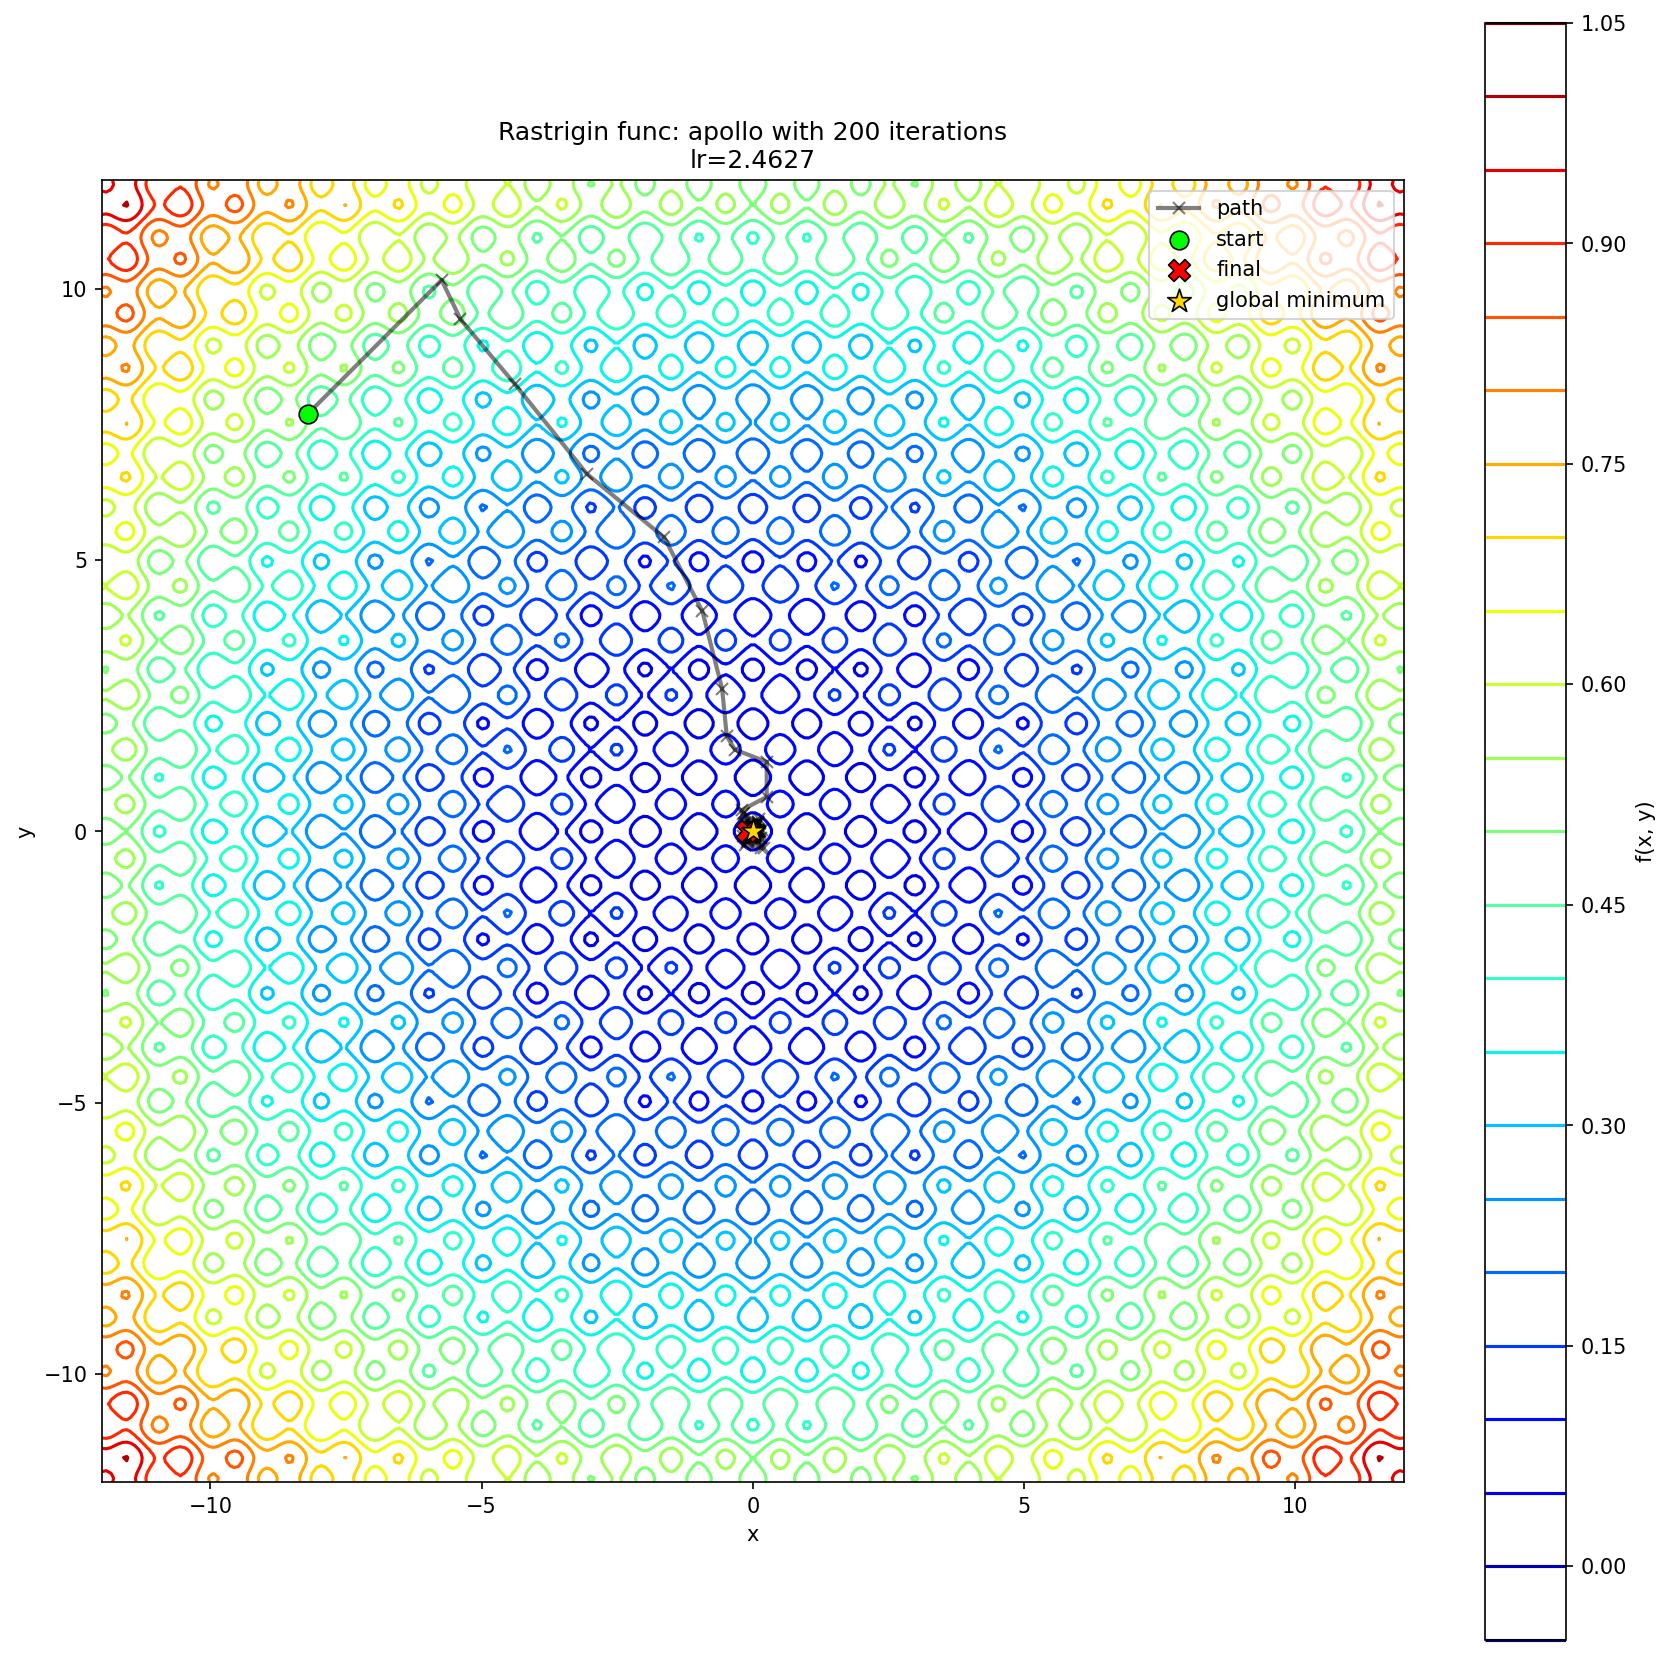 Rastrigin func: apollo with 200 iterations
lr=2.4627
path
start
final
global minimum
10
5
0
−5
−10
y
−10
−5
0
5
10
x
1.05
0.90
0.75
0.60
0.45
0.30
0.15
0.00
f(x, y)